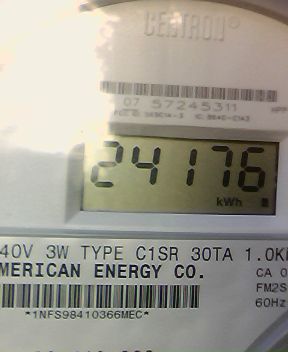 CENTRON®
07 57245311
24176
kWh
40V 3W TYPE C1SR 30TA 1.0K
MERICAN ENERGY CO.
CA 0
FM2S
60Hz
*1NFS98410366MEC*